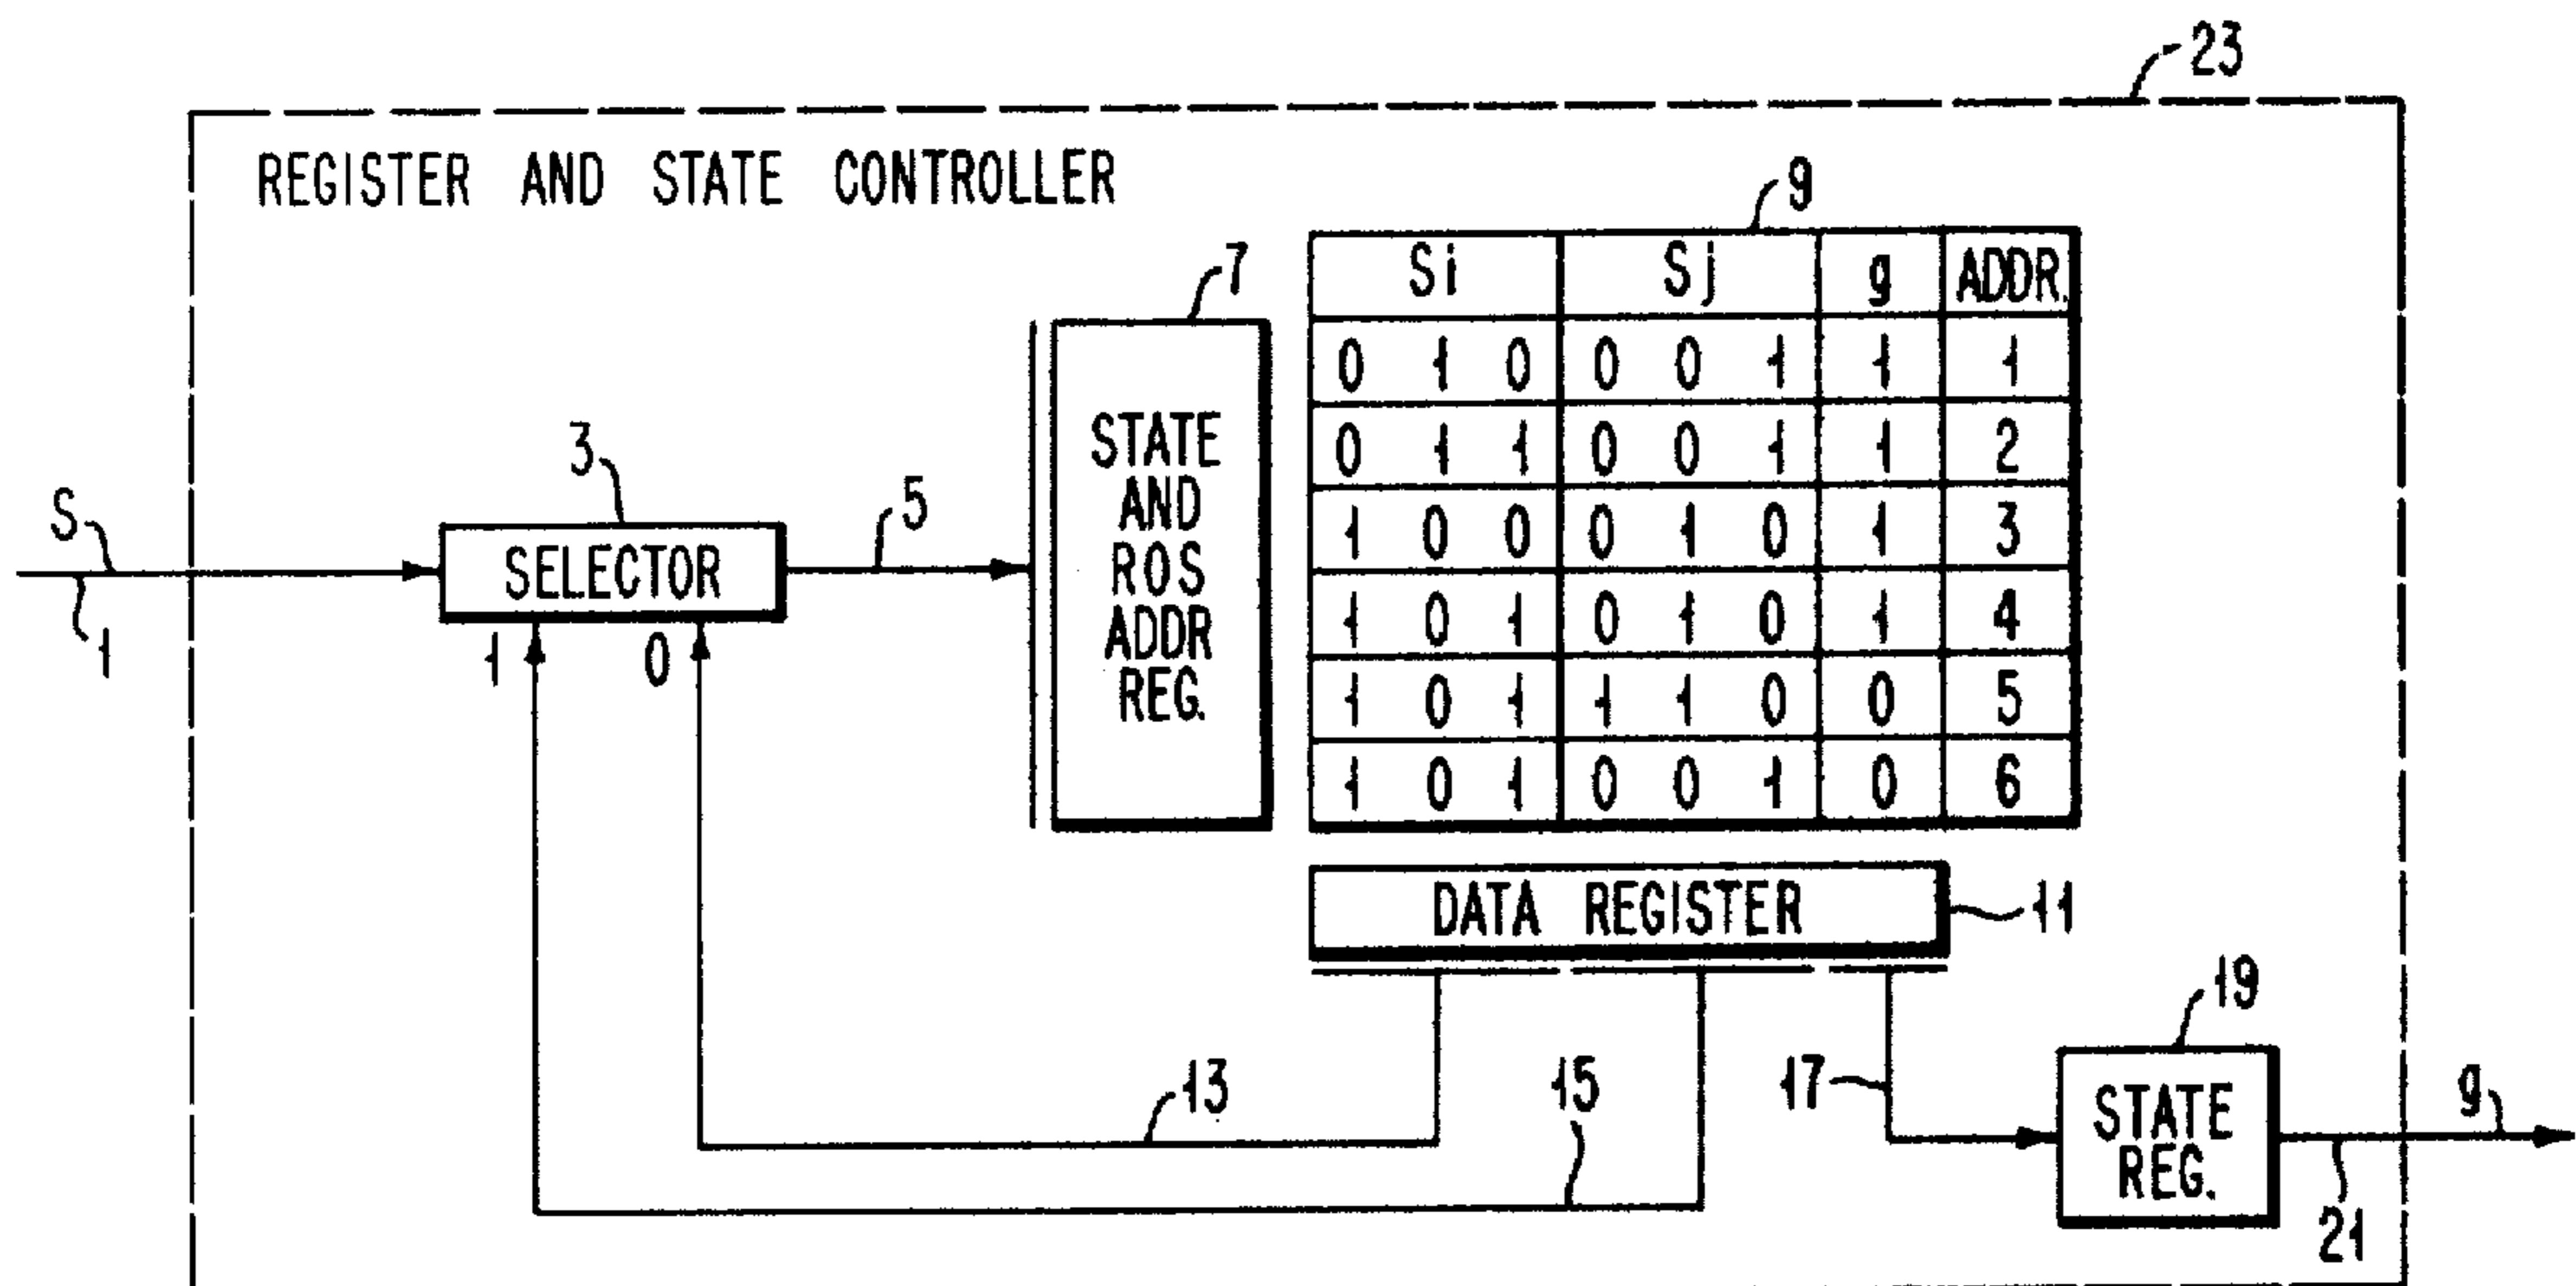 23
REGISTER AND STATE CONTROLLER
9
Si Sj g ADDR.
0 1 0 0 0 1 1 1
0 1 1 0 0 1 1 2
1 0 0 0 1 0 1 3
1 0 1 0 1 0 1 4
1 0 1 1 1 0 0 5
1 0 1 0 0 1 0 6
7
STATE
AND
ROS
ADDR
REG.
3
S
5
SELECTOR
1
1 0
DATA REGISTER
11
13
15
17
19
STATE
REG.
g
21